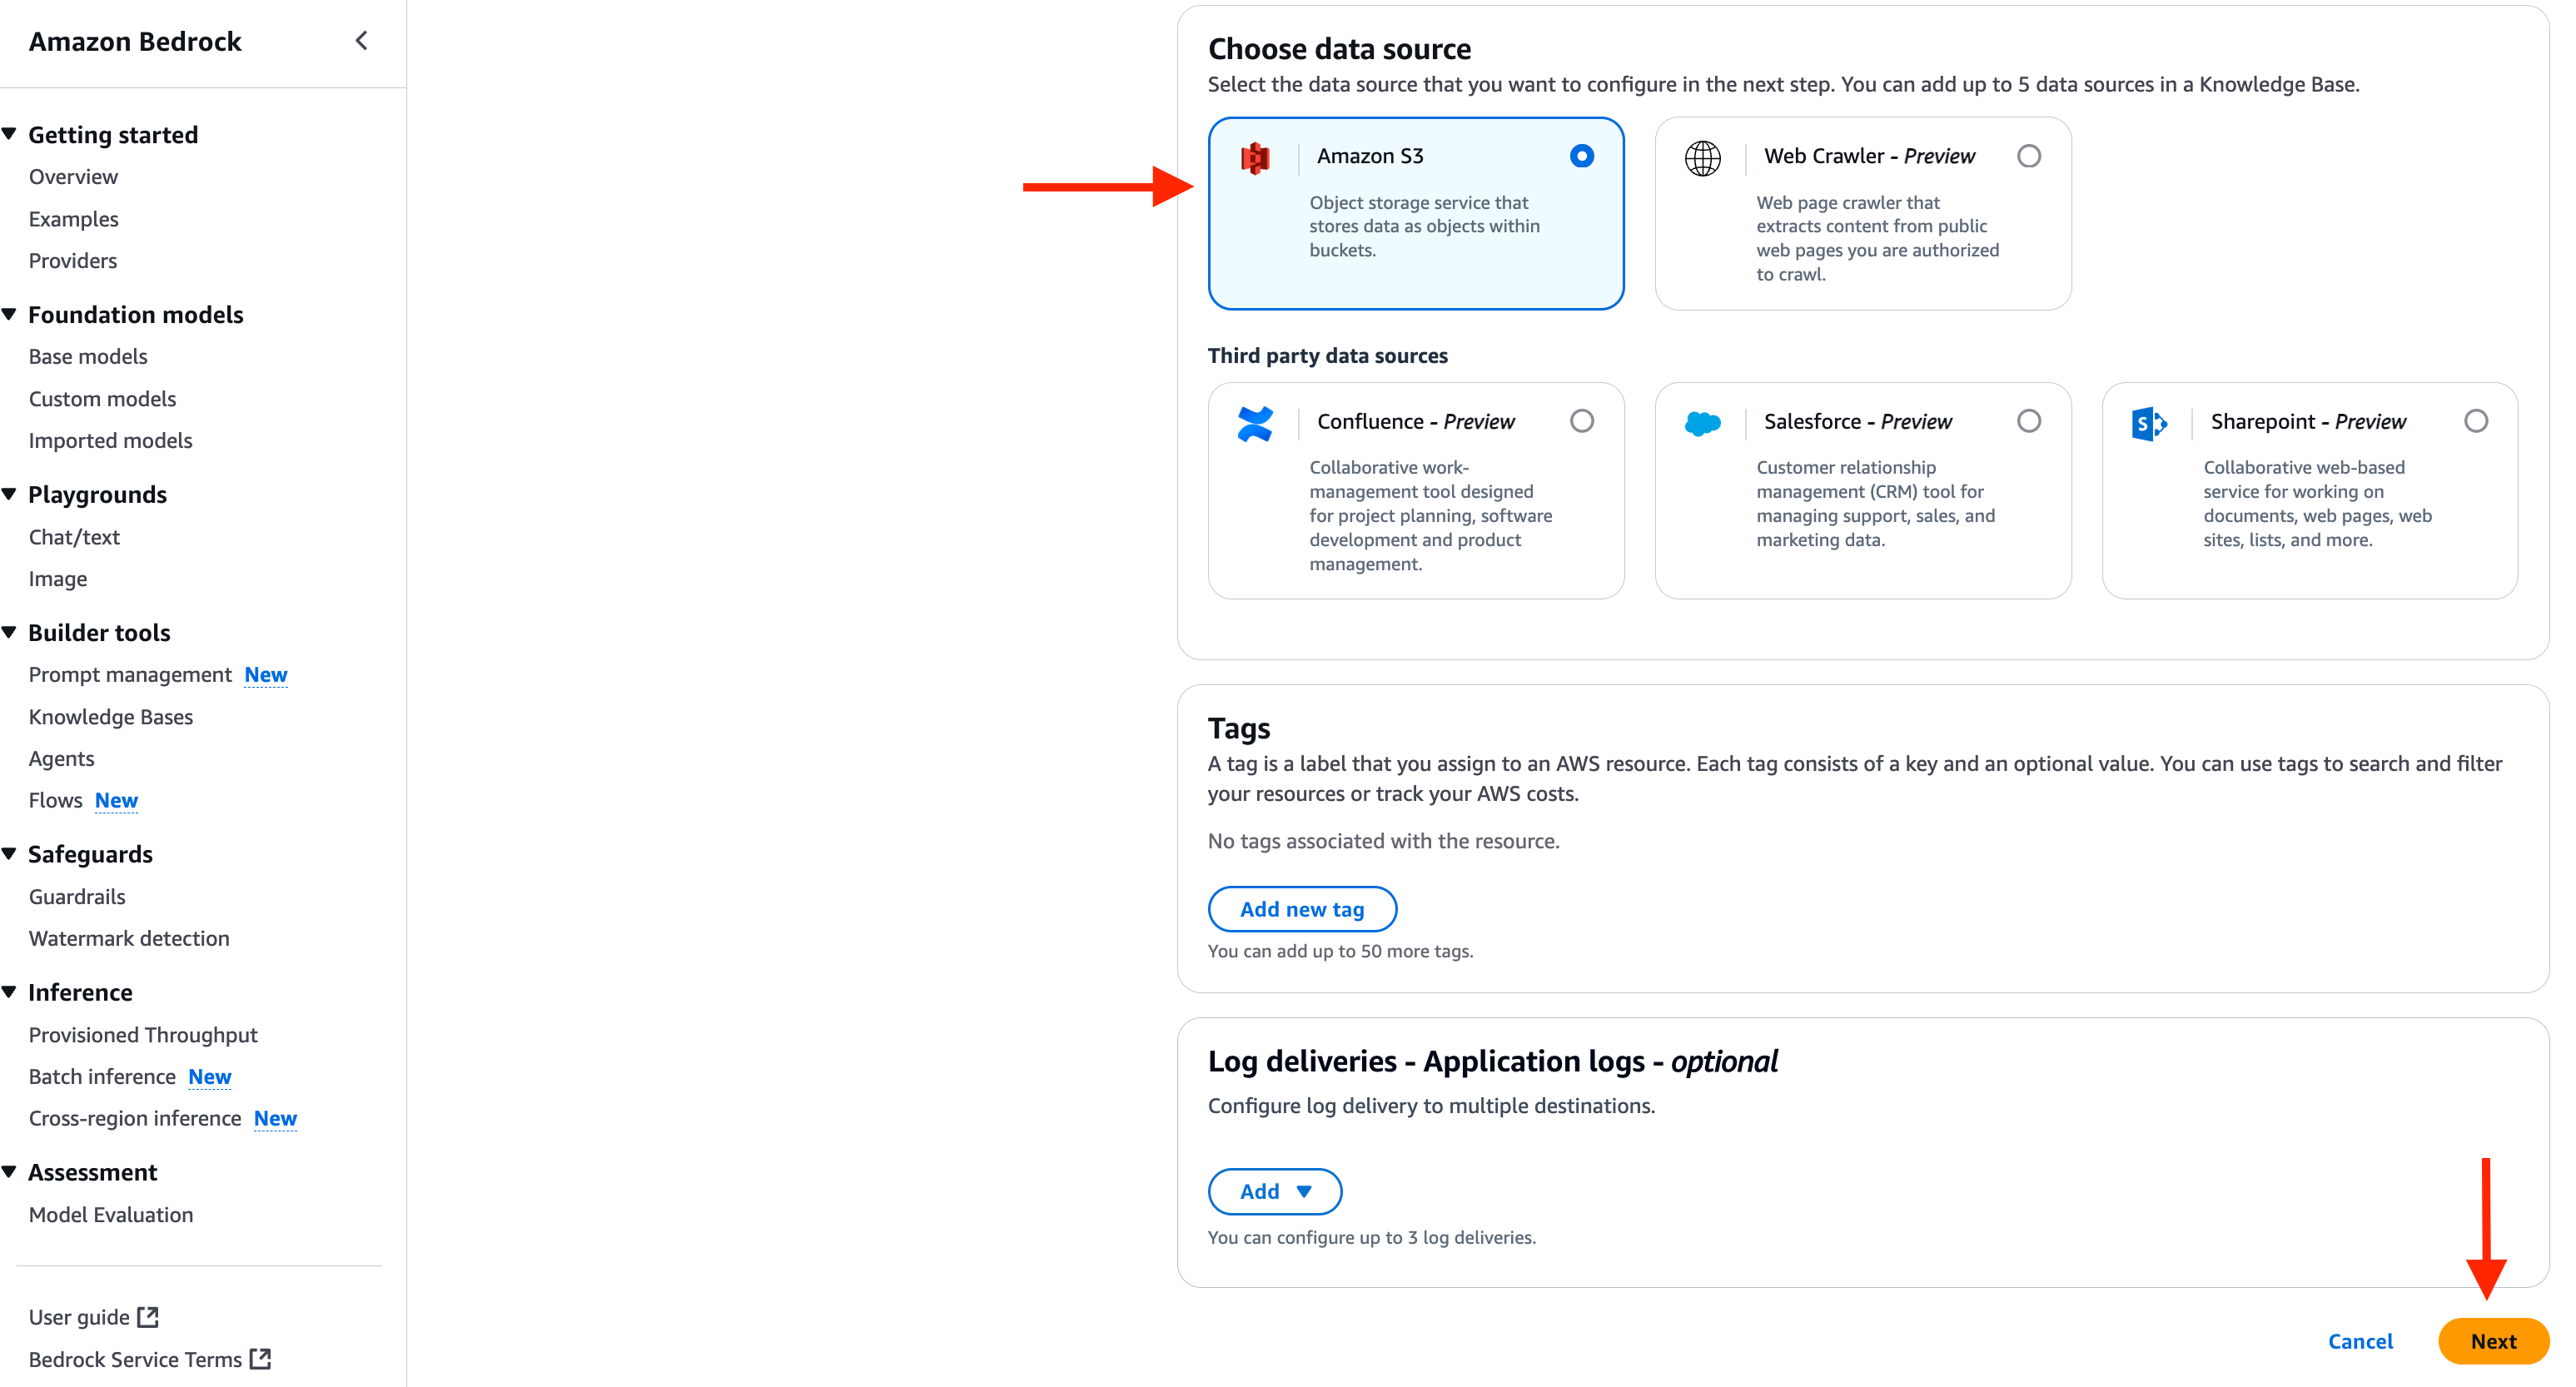 Amazon Bedrock
Getting started
Overview
Examples
Providers
Foundation models
Base models
Custom models
Imported models
Playgrounds
Chat/text
Image
Builder tools
Prompt management New
Knowledge Bases
Agents
Flows New
Safeguards
Guardrails
Watermark detection
Inference
Provisioned Throughput
Batch inference New
Cross-region inference New
Assessment
Model Evaluation
User guide
Bedrock Service Terms
Choose data source
Select the data source that you want to configure in the next step. You can add up to 5 data sources in a Knowledge Base.
Amazon S3
Object storage service that
stores data as objects within
buckets.
Web Crawler - Preview
Web page crawler that
extracts content from public
web pages you are authorized
to crawl.
Third party data sources
Confluence - Preview
Collaborative work-
management tool designed
for project planning, software
development and product
management.
Salesforce - Preview
Customer relationship
management (CRM) tool for
managing support, sales, and
marketing data.
S
Sharepoint - Preview
Collaborative web-based
service for working on
documents, web pages, web
sites, lists, and more.
Tags
A tag is a label that you assign to an AWS resource. Each tag consists of a key and an optional value. You can use tags to search and filter
your resources or track your AWS costs.
No tags associated with the resource.
Add new tag
You can add up to 50 more tags.
Log deliveries - Application logs - optional
Configure log delivery to multiple destinations.
Add
You can configure up to 3 log deliveries.
Cancel
Next